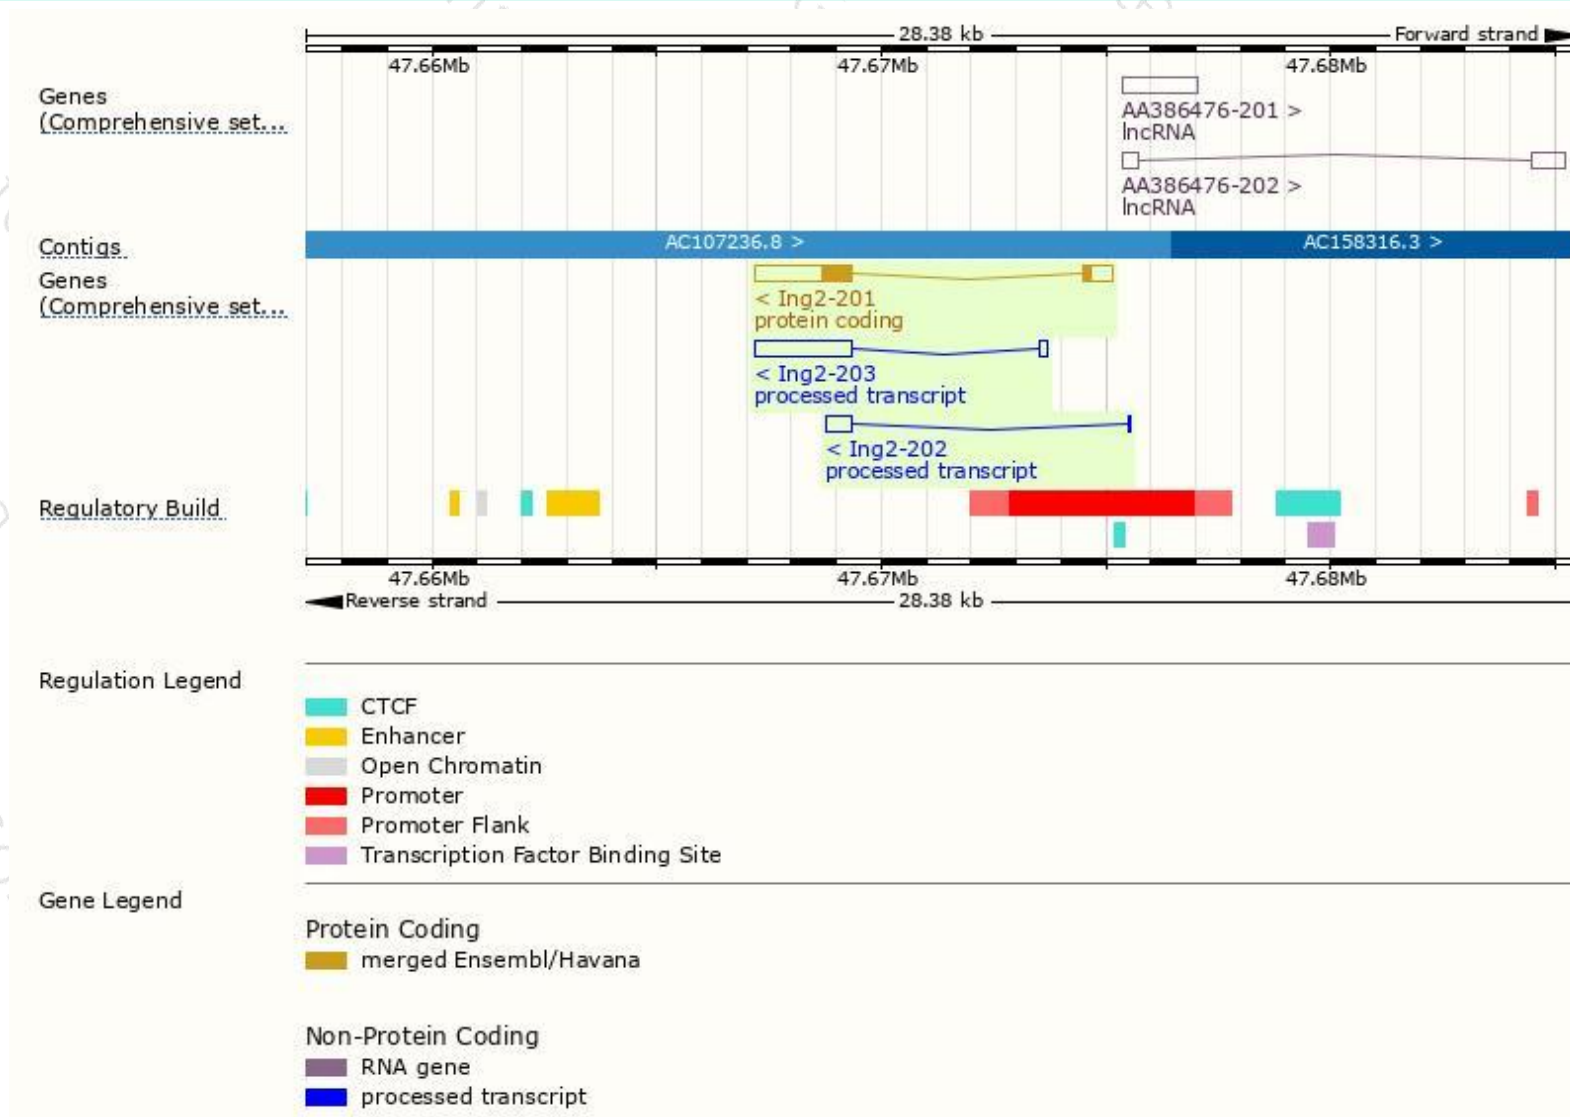 28.38 kb Forward strand
47.66Mb 47.67Mb 47.68Mb
Genes
(Comprehensive set...
AA386476-201 >
lncRNA
AA386476-202 >
lncRNA
Contigs AC107236.8 > AC158316.3 >
Genes
(Comprehensive set...
< Ing2-201
protein coding
< Ing2-203
processed transcript
< Ing2-202
processed transcript
Regulatory Build
47.66Mb 47.67Mb 47.68Mb
Reverse strand 28.38 kb
Regulation Legend
CTCF
Enhancer
Open Chromatin
Promoter
Promoter Flank
Transcription Factor Binding Site
Gene Legend
Protein Coding
merged Ensembl/Havana
Non-Protein Coding
RNA gene
processed transcript